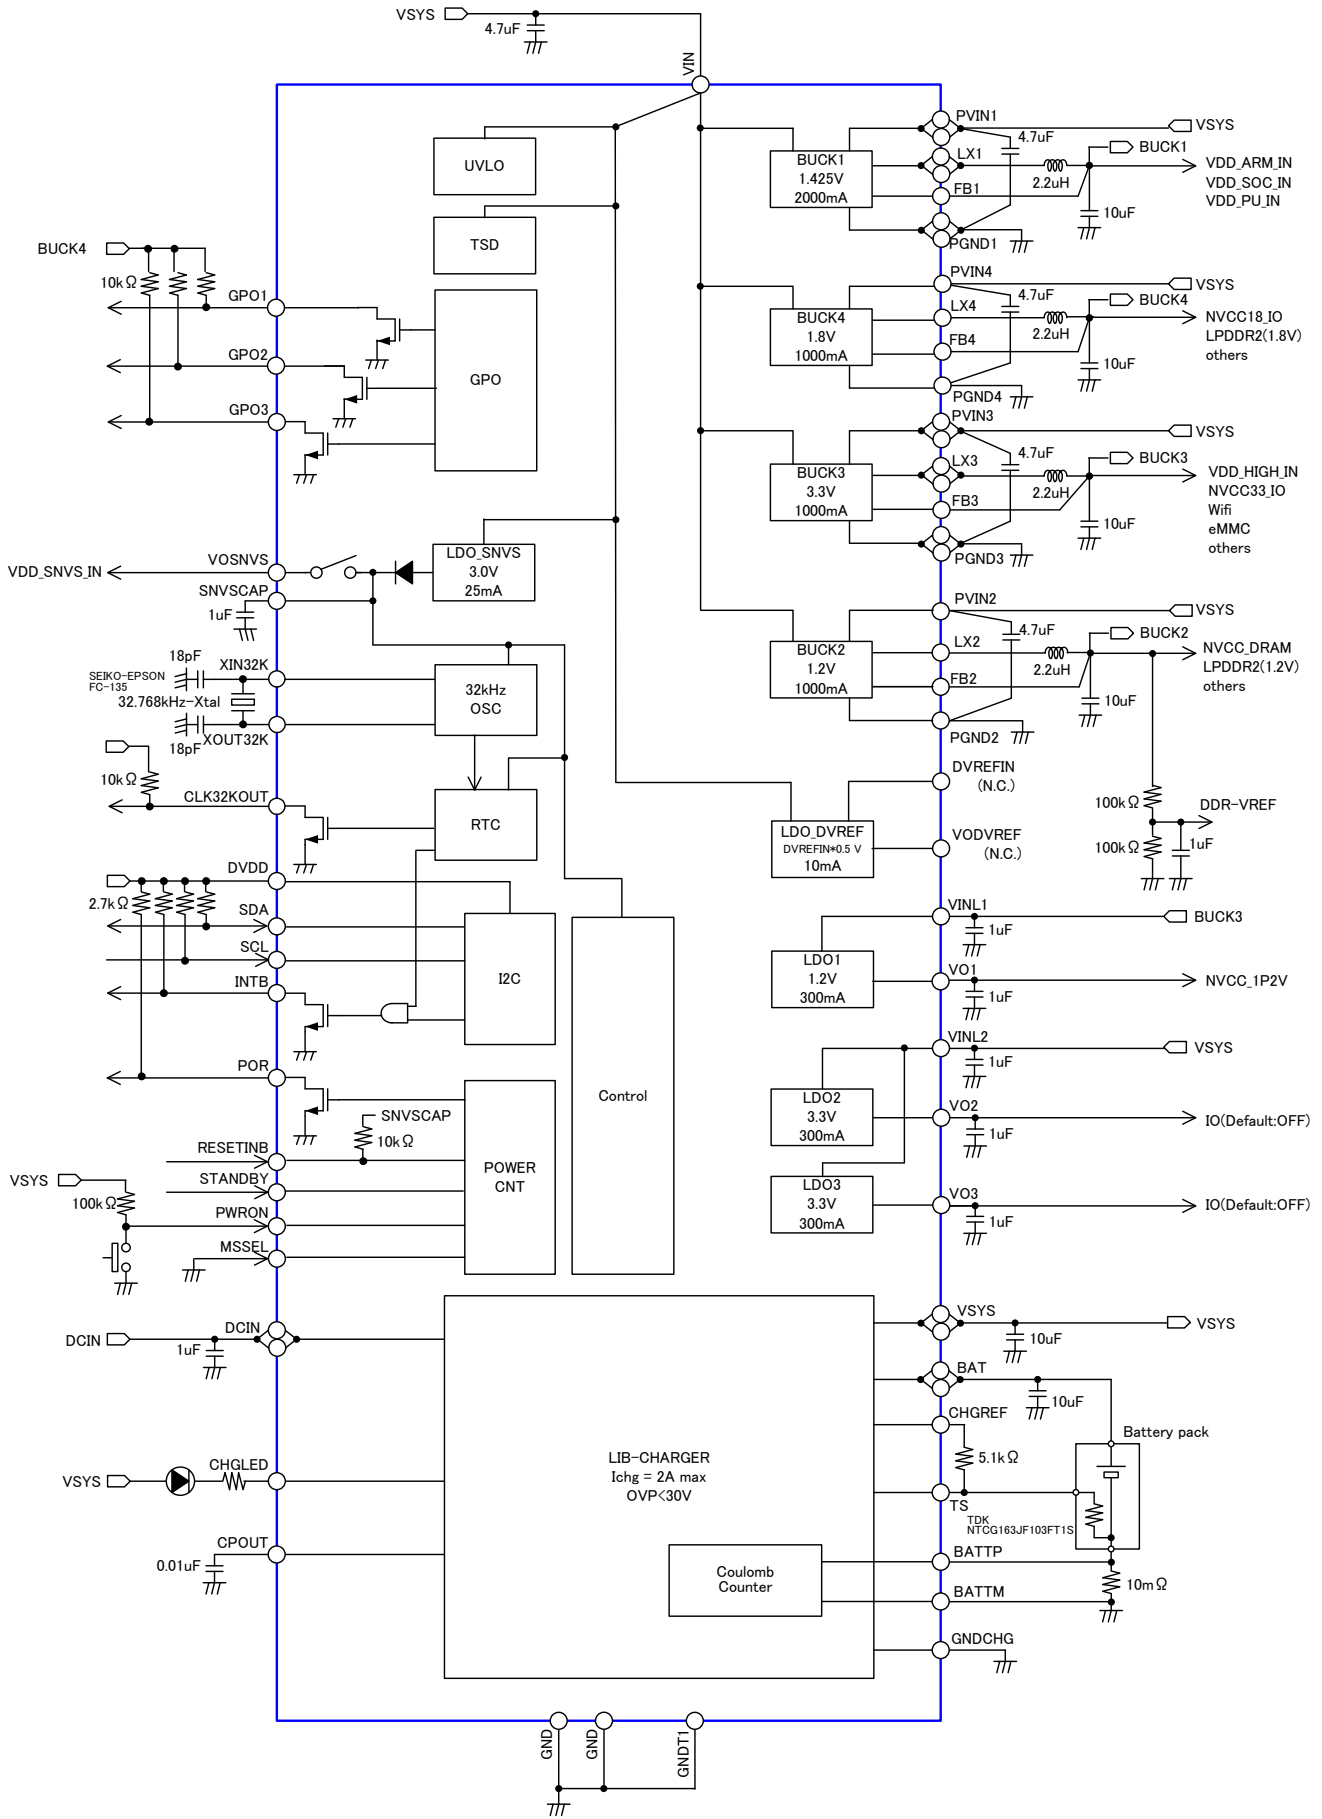 VSYS
4.7uF
VIN
UVLO
TSD
BUCK4
10kΩ
GPO1
GPO2
GPO3
GPO
BUCK1
1.425V
2000mA
PVIN1
VSYS
4.7uF
LX1
2.2uH
BUCK1
FB1
10uF
PGND1
VDD_ARM_IN
VDD_SOC_IN
VDD_PU_IN
BUCK4
1.8V
1000mA
PVIN4
VSYS
4.7uF
LX4
2.2uH
BUCK4
FB4
10uF
PGND4
NVCC18_IO
LPDDR2(1.8V)
others
BUCK3
3.3V
1000mA
PVIN3
VSYS
4.7uF
LX3
2.2uH
BUCK3
FB3
10uF
PGND3
VDD_HIGH_IN
NVCC33_IO
Wifi
eMMC
others
VDD_SNVS_IN
VOSNVS
SNVSCAP
1uF
LDO_SNVS
3.0V
25mA
BUCK2
1.2V
1000mA
PVIN2
VSYS
4.7uF
LX2
2.2uH
BUCK2
FB2
10uF
PGND2
NVCC_DRAM
LPDDR2(1.2V)
others
18pF
XIN32K
SEIKO-EPSON
FC-135
32.768kHz-Xtal
XOUT32K
18pF
32kHz
OSC
10kΩ
CLK32KOUT
RTC
LDO_DVREF
DVREFIN*0.5 V
10mA
DVREFIN
(N.C.)
VODVREF
(N.C.)
100kΩ
DDR-VREF
100kΩ
1uF
DVDD
2.7kΩ
SDA
SCL
INTB
I2C
POR
Control
VINL1
BUCK3
1uF
LDO1
1.2V
300mA
VO1
NVCC_1P2V
1uF
VINL2
VSYS
1uF
LDO2
3.3V
300mA
VO2
IO(Default:OFF)
1uF
LDO3
3.3V
300mA
VO3
IO(Default:OFF)
1uF
SNVSCAP
10kΩ
RESETINB
STANDBY
VSYS
100kΩ
PWRON
MSSEL
POWER
CNT
DCIN
DCIN
1uF
VSYS
VSYS
10uF
BAT
10uF
CHGREF
5.1kΩ
Battery pack
TS
TDK
NTCG163JF103FT1S
LIB-CHARGER
Ichg = 2A max
OVP<30V
VSYS
CHGLED
CPOUT
0.01uF
Coulomb
Counter
BATTP
10mΩ
BATTM
GNDCHG
GND
GND
GNDT1